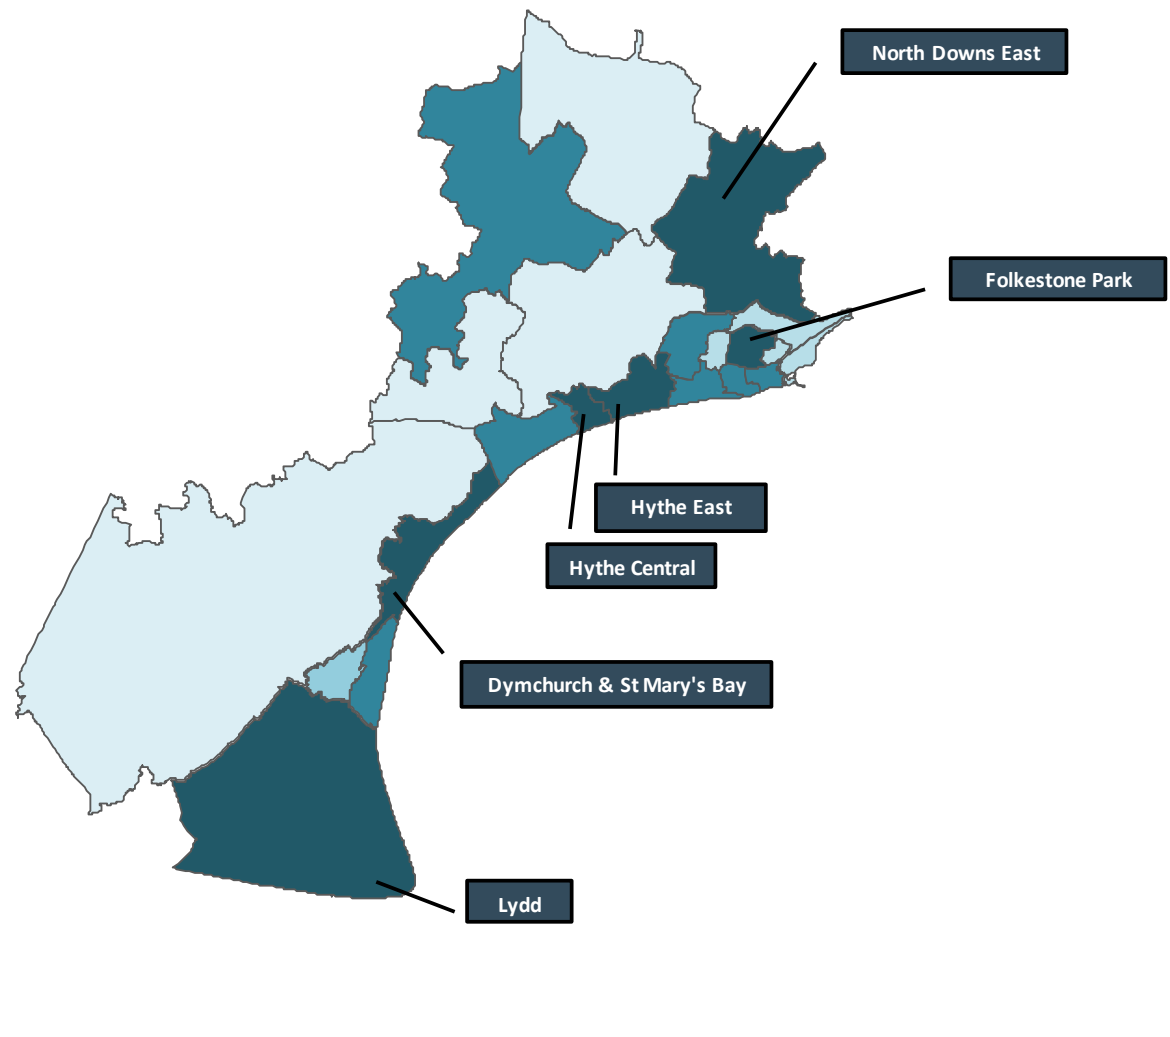 North Downs East
Folkestone Park
Hythe East
Hythe Central
Dymchurch & St Mary's Bay
Lydd